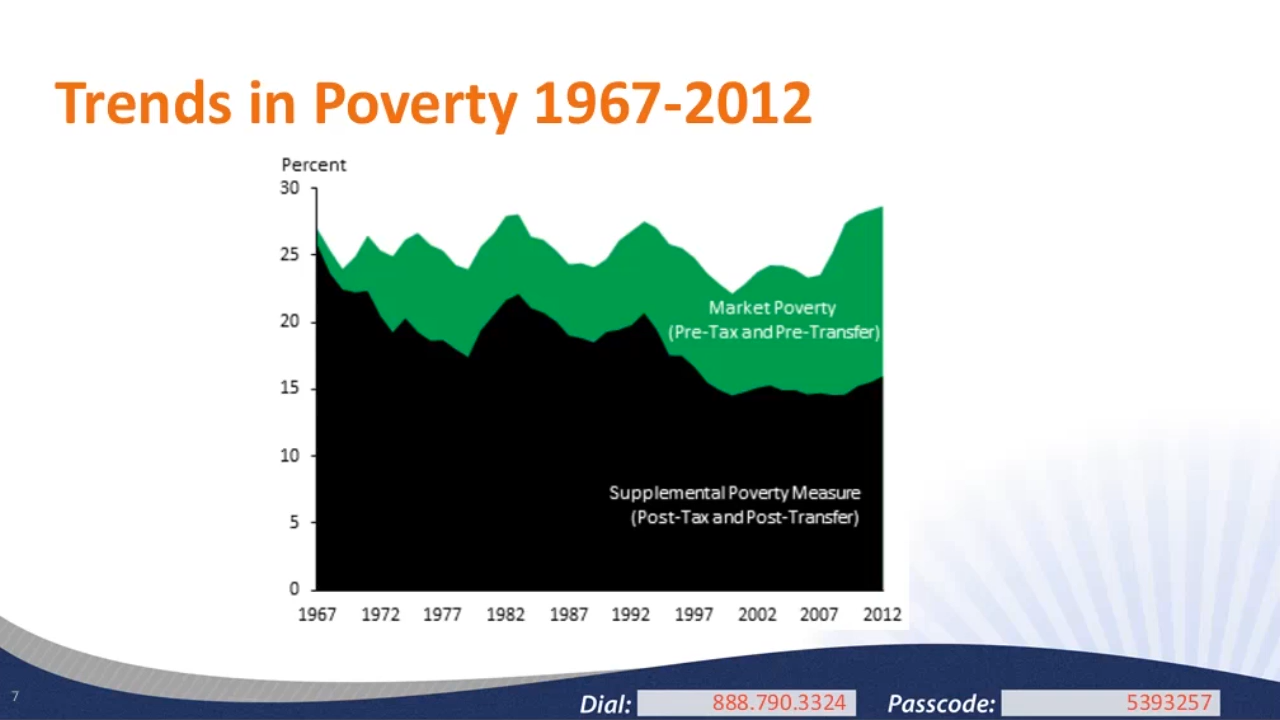 Trends in Poverty 1967-2012
Percent
30
25
20
15
10
5
0
Market Poverty
(Pre-Tax and Pre-Transfer)
Supplemental Poverty Measure
(Post-Tax and Post-Transfer)
1967 1972 1977 1982 1987 1992 1997 2002 2007 2012
7
Dial: 888.790.3324 Passcode: 5393257